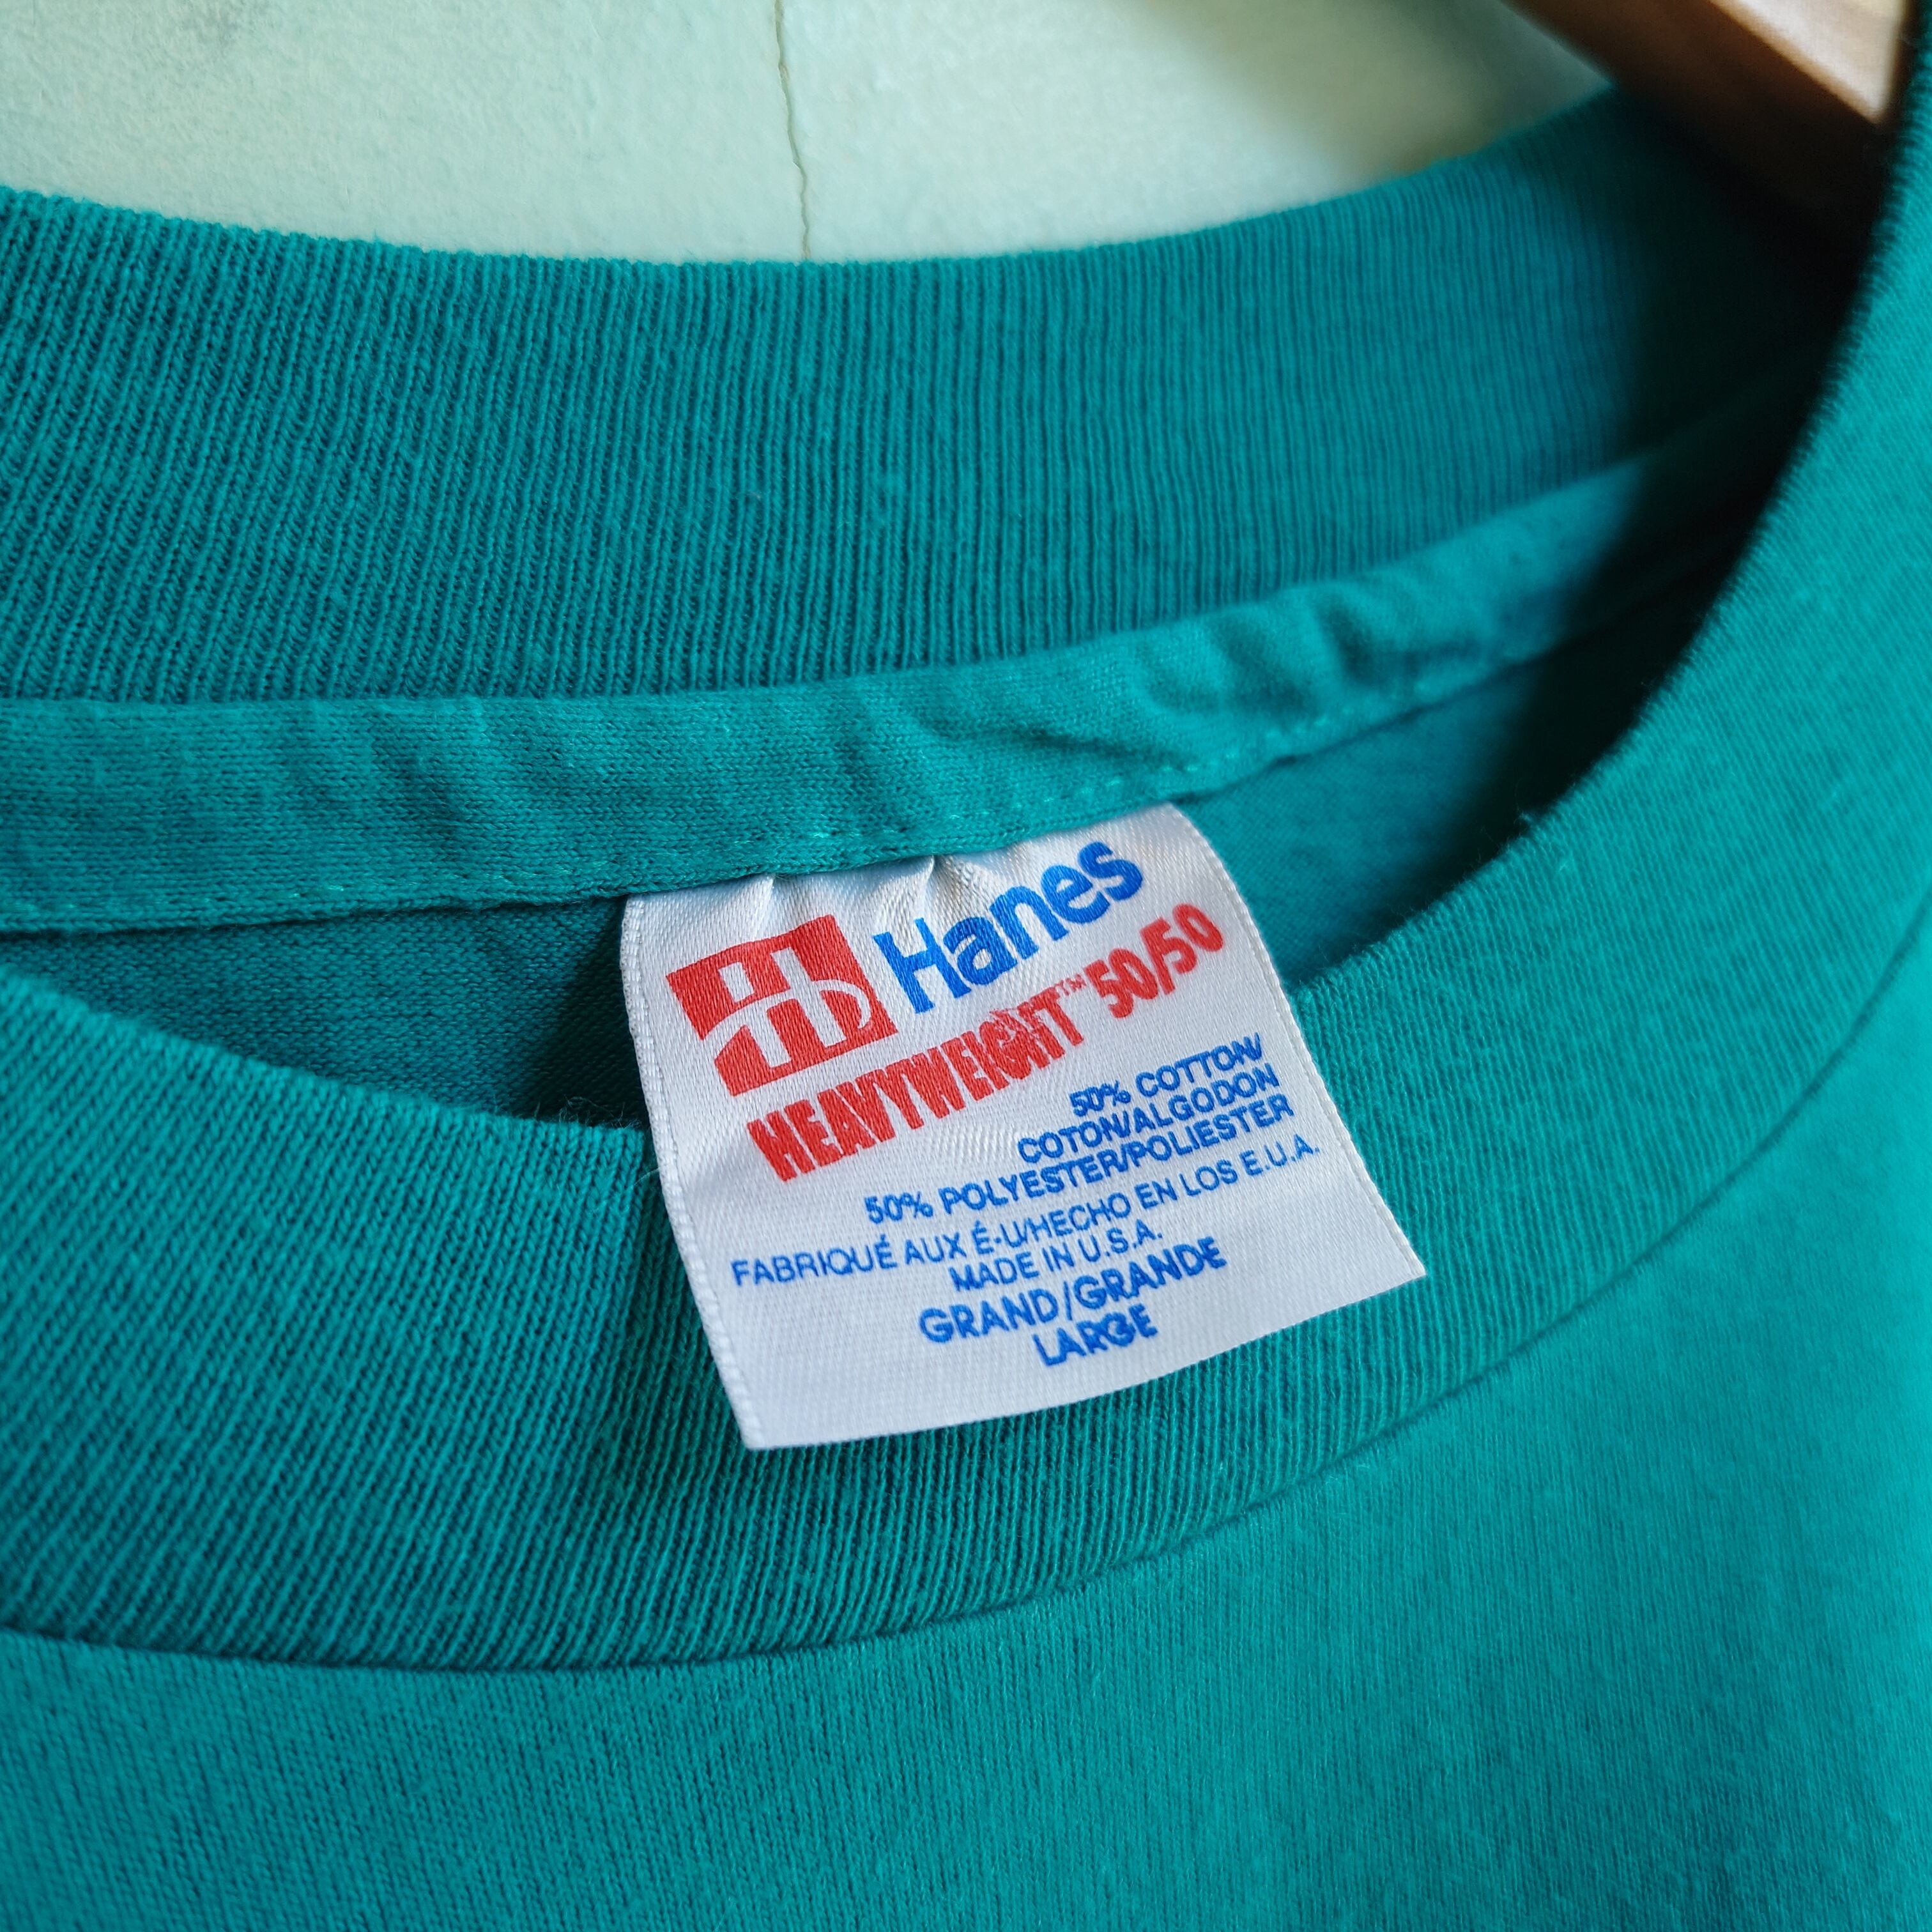 Hanes
HEAVYWEIGHT™ 50/50
50% COTTON/
COTON/ALGODON
50% POLYESTER/POLIESTER
FABRIQUÉ AUX É-U/HECHO EN LOS E.U.A.
MADE IN U.S.A.
GRAND/GRANDE
LARGE